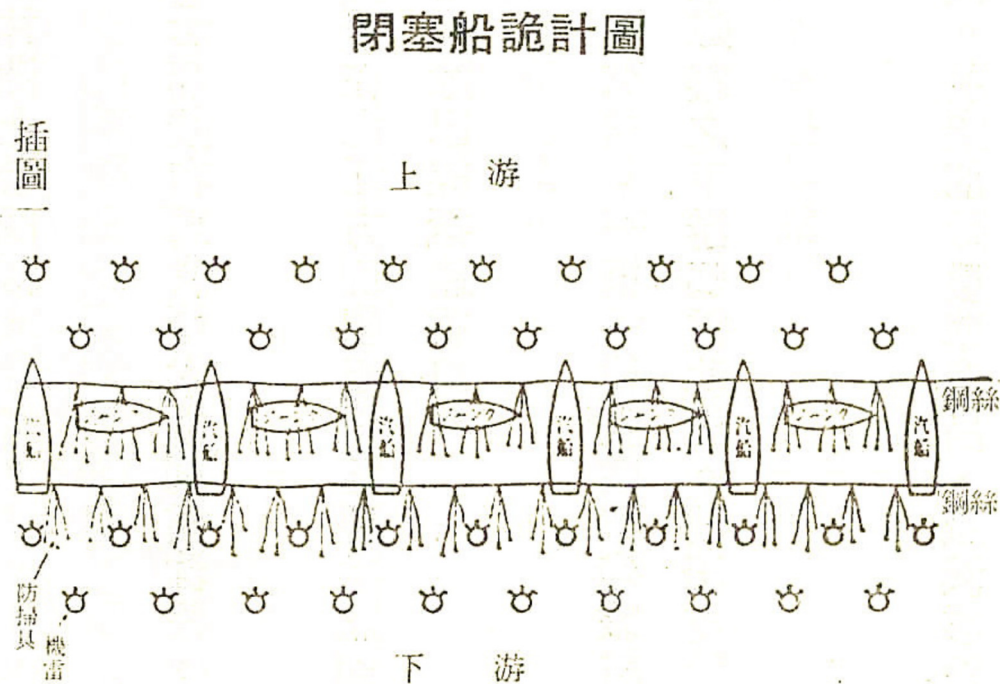 閉塞船詭計圖
插圖一
上游
鋼絲
汽船
ジャンク
汽船
ジャンク
汽船
ジャンク
汽船
ジャンク
汽船
ジャンク
汽船
鋼絲
防掃具
機雷
下游